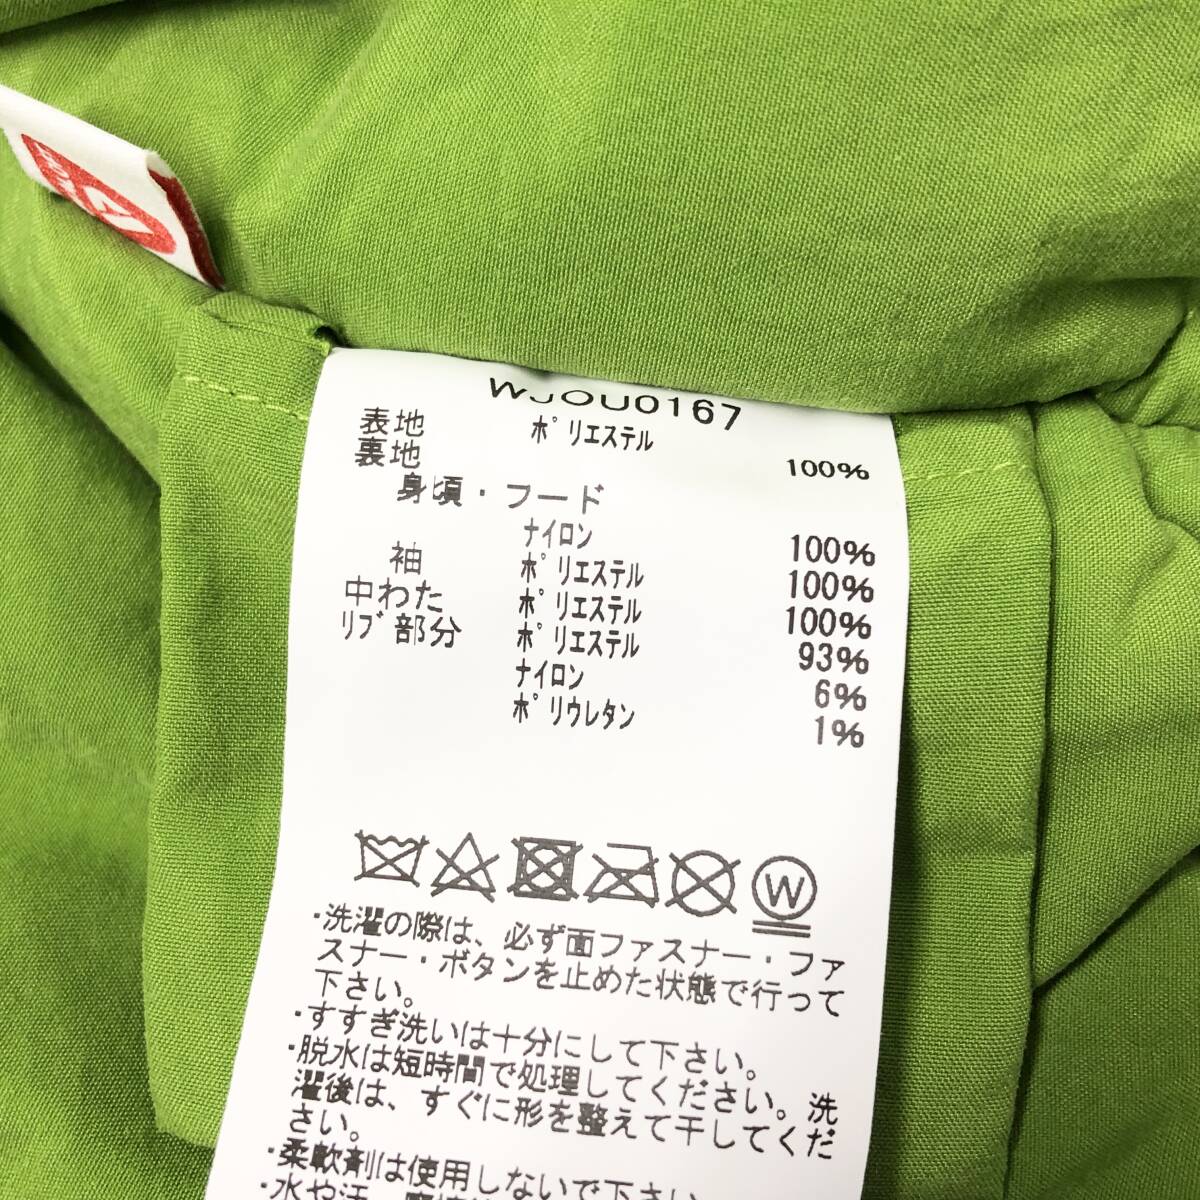 WJOU0167
表地 ポリエステル 100%
裏地
身頃・フード
ナイロン 100%
袖 ポリエステル 100%
中わた ポリエステル 100%
リブ部分 ポリエステル 93%
ナイロン 6%
ポリウレタン 1%
W
・洗濯の際は、必ず面ファスナー・ファ
スナー・ボタンを止めた状態で行って
下さい。
・すすぎ洗いは十分にして下さい。
・脱水は短時間で処理してください。洗
濯後は、すぐに形を整えて干してくだ
さい。
・柔軟剤は使用しないで下さい。
・水や汗、摩擦